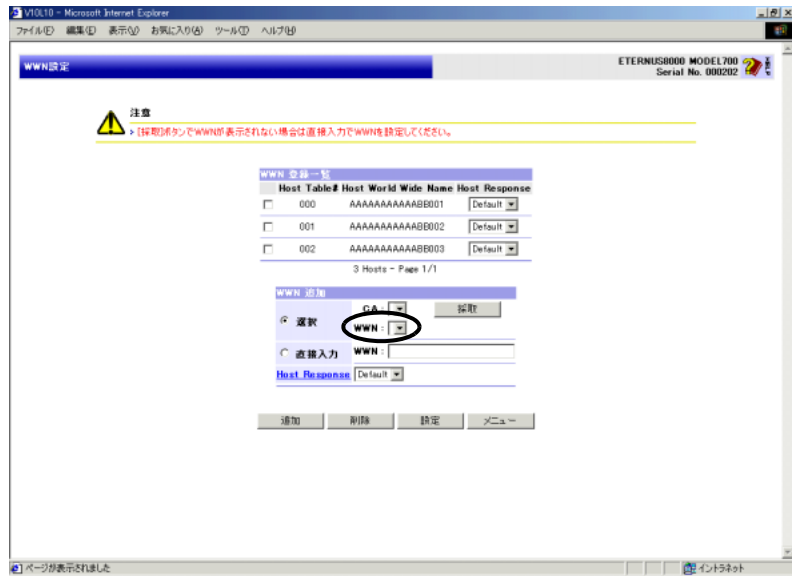 V10L10 - Microsoft Internet Explorer
ファイル(F) 編集(E) 表示(V) お気に入り(A) ツール(T) ヘルプ(H)
WWN設定
ETERNUS8000 MODEL700
Serial No. 000202
注意
[採取]ボタンでWWNが表示されない場合は直接入力でWWNを設定してください。
WWN 登録一覧
Host Table# Host World Wide Name Host Response
000 AAAAAAAAAAABB001 Default
001 AAAAAAAAAAABB002 Default
002 AAAAAAAAAAABB003 Default
3 Hosts - Page 1/1
WWN 追加
選択 CA : 採取
WWN :
直接入力 WWN :
Host Response Default
追加 削除 設定 メニュー
ページが表示されました イントラネット